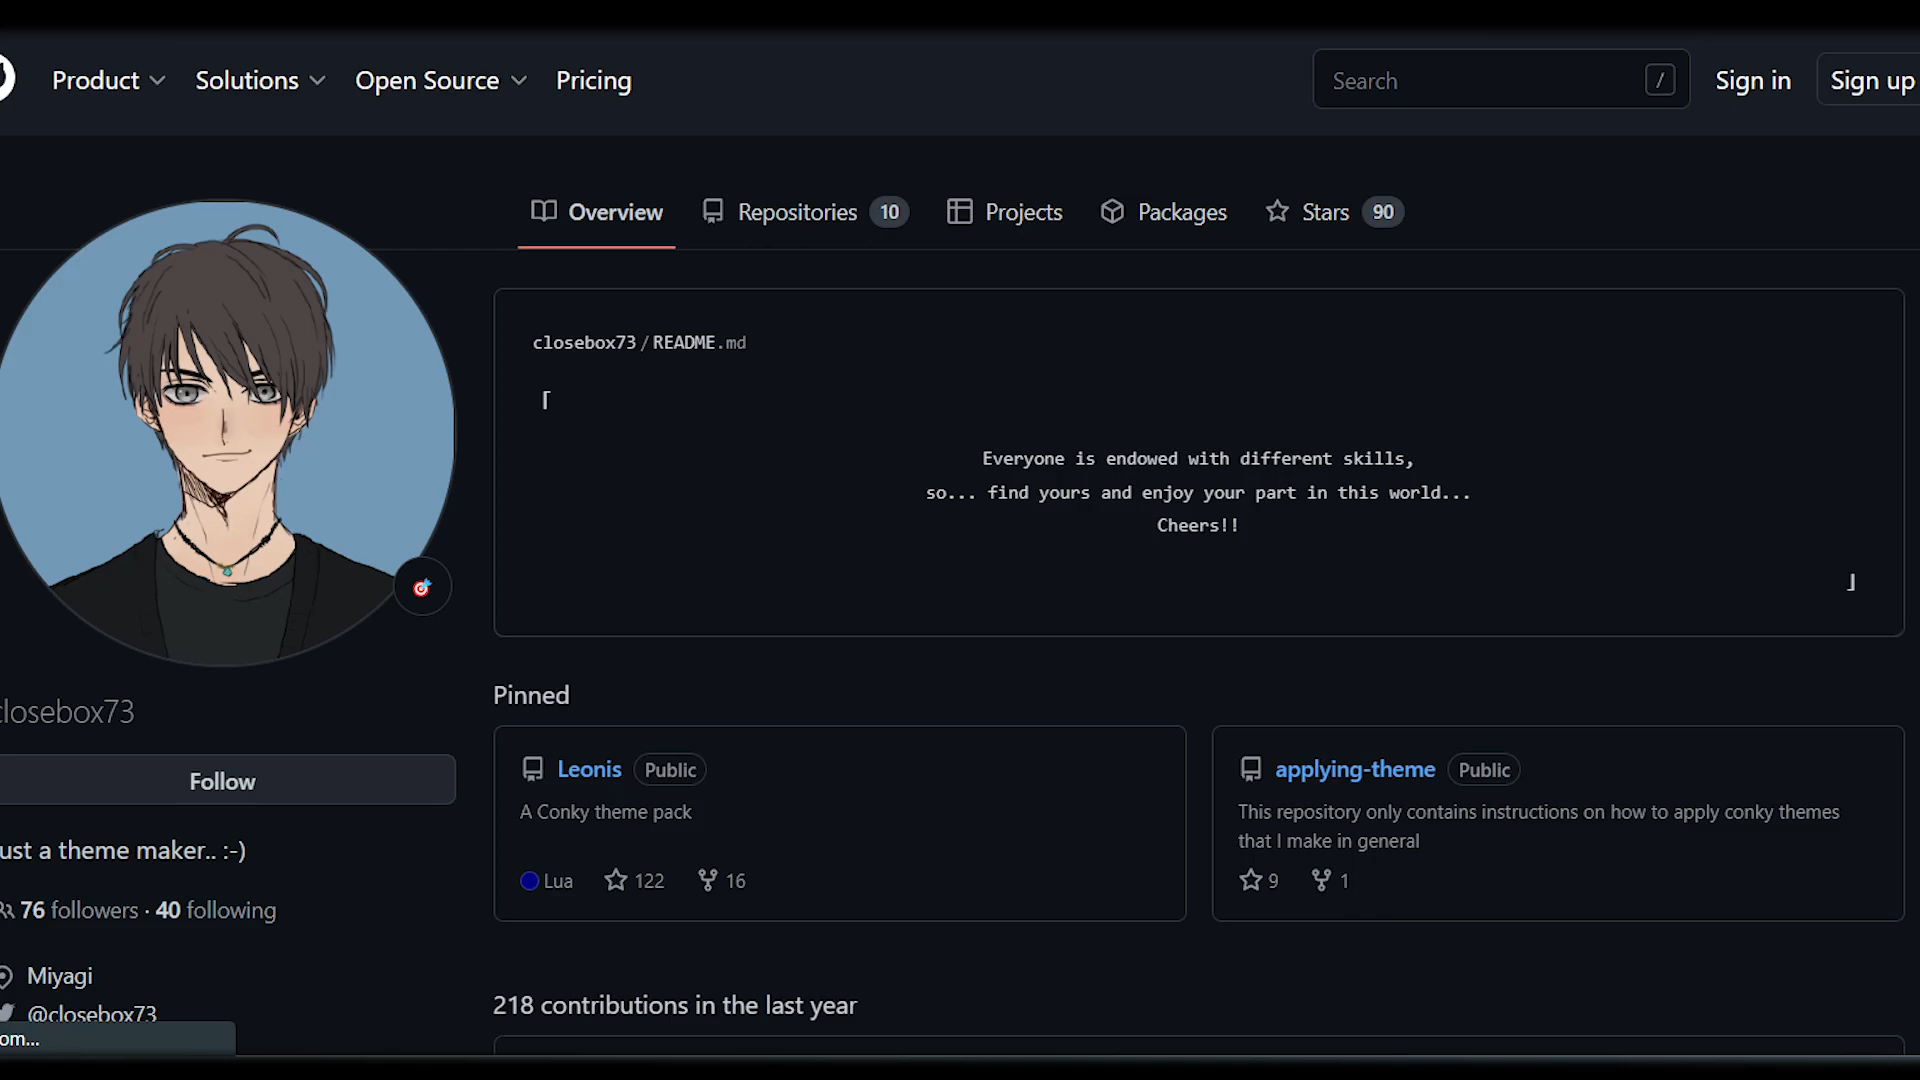 Product Solutions Open Source Pricing Search / Sign in Sign up
Overview Repositories 10 Projects Packages Stars 90
closebox73/README.md
「
Everyone is endowed with different skills,
so... find yours and enjoy your part in this world...
Cheers!!
」
closebox73
Follow
ust a theme maker.. :-)
76 followers · 40 following
Miyagi
@closebox73
om...
Pinned
Leonis Public
A Conky theme pack
Lua 122 16
applying-theme Public
This repository only contains instructions on how to apply conky themes
that I make in general
9 1
218 contributions in the last year